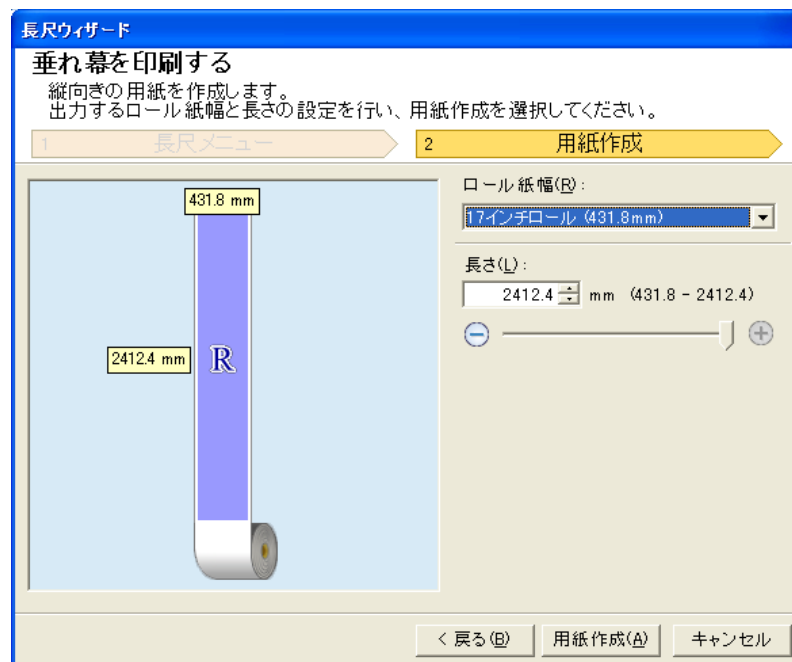 長尺ウィザード
垂れ幕を印刷する
縦向きの用紙を作成します。
出力するロール紙幅と長さの設定を行い、用紙作成を選択してください。
1 長尺メニュー
2 用紙作成
431.8 mm
2412.4 mm
R
ロール紙幅(R):
17インチロール (431.8mm)
長さ(L):
2412.4 mm (431.8 - 2412.4)
< 戻る(B)
用紙作成(A)
キャンセル